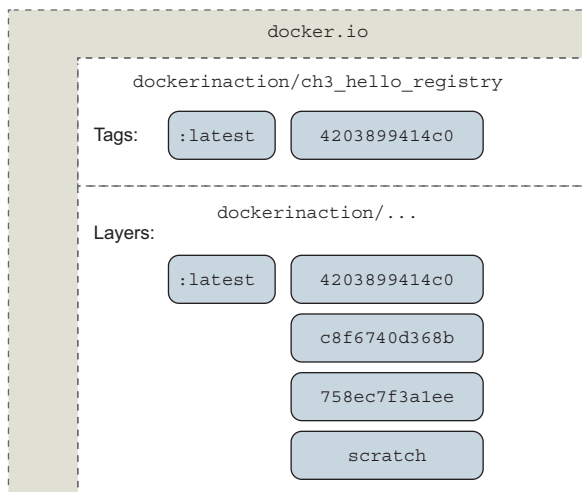 docker.io
dockerinaction/ch3_hello_registry
Tags: :latest 4203899414c0
dockerinaction/...
Layers:
:latest 4203899414c0
c8f6740d368b
758ec7f3a1ee
scratch